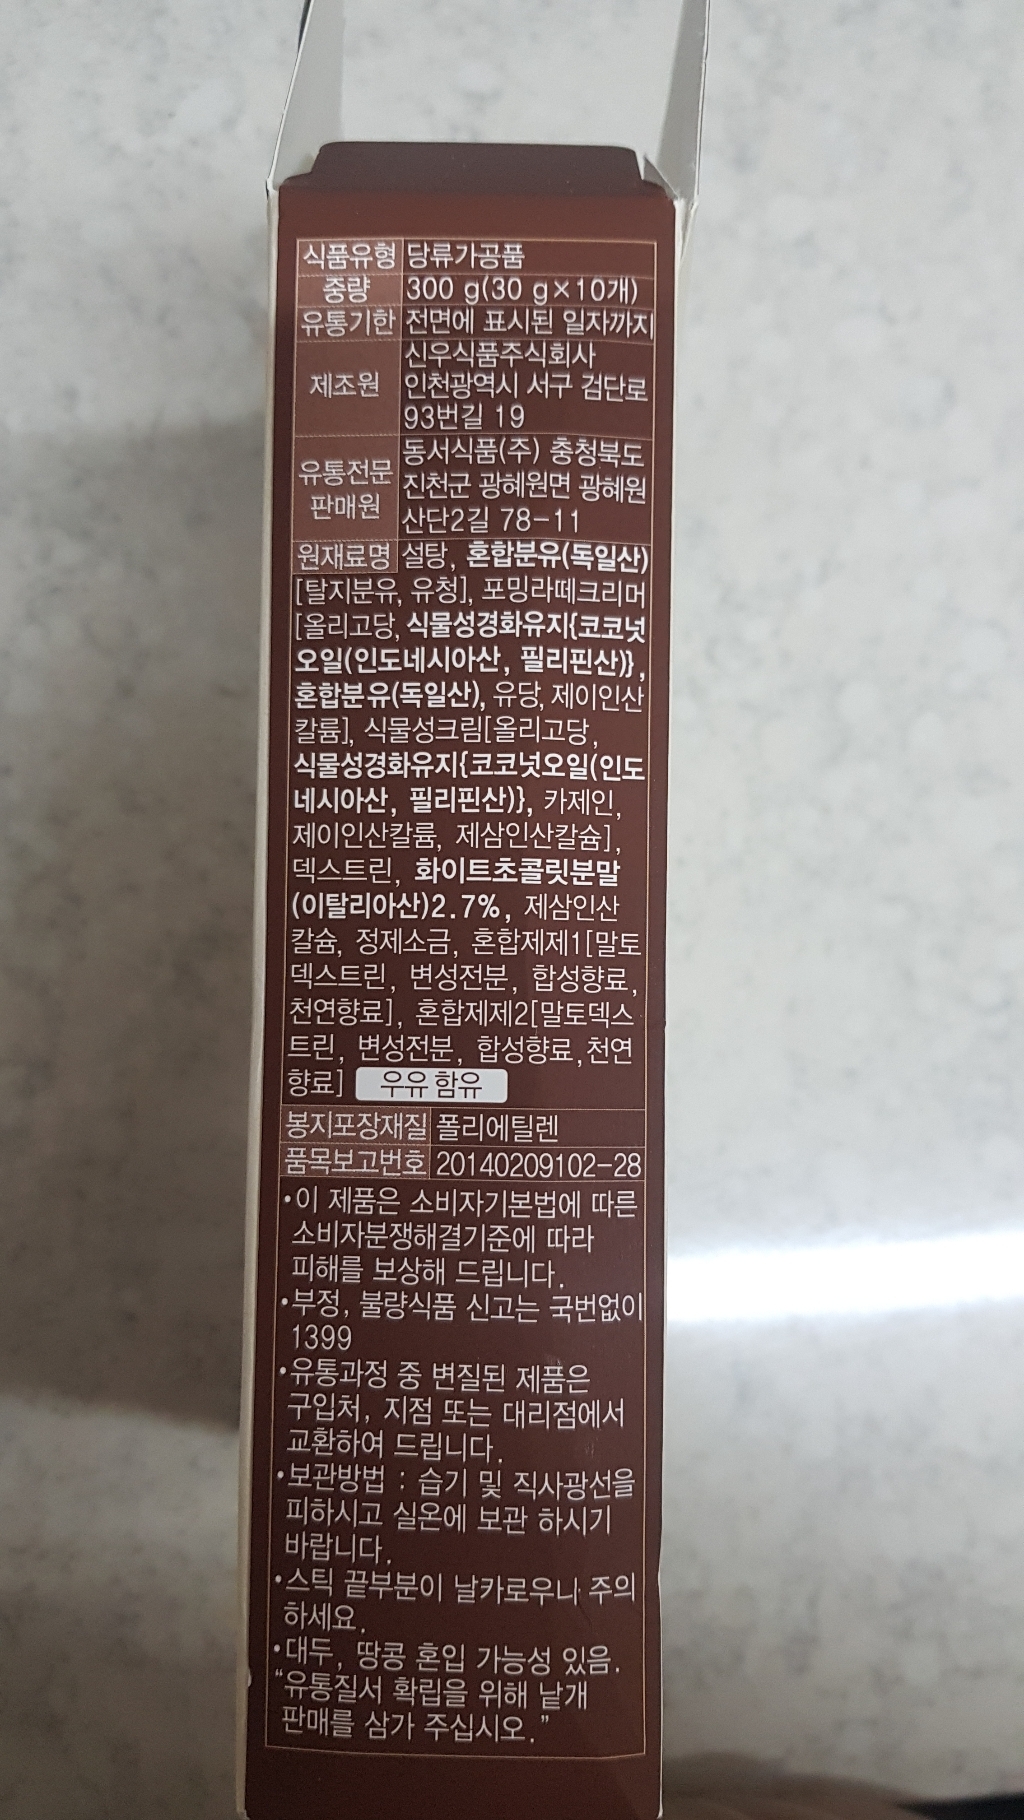 식품유형 당류가공품
중량 300 g(30 g×10개)
유통기한 전면에 표시된 일자까지
제조원 신우식품주식회사
인천광역시 서구 검단로
93번길 19
유통전문판매원 동서식품(주) 충청북도
진천군 광혜원면 광혜원
산단2길 78-11
원재료명 설탕, 혼합분유(독일산)
[탈지분유, 유청], 포밍라떼크리머
[올리고당, 식물성경화유지{코코넛
오일(인도네시아산, 필리핀산)},
혼합분유(독일산), 유당, 제이인산
칼륨], 식물성크림[올리고당,
식물성경화유지{코코넛오일(인도
네시아산, 필리핀산)}, 카제인,
제이인산칼륨, 제삼인산칼슘],
덱스트린, 화이트초콜릿분말
(이탈리아산)2.7%, 제삼인산
칼슘, 정제소금, 혼합제제1[말토
덱스트린, 변성전분, 합성향료,
천연향료], 혼합제제2[말토덱스
트린, 변성전분, 합성향료,천연
향료] 우유 함유
봉지포장재질 폴리에틸렌
품목보고번호 20140209102-28
•이 제품은 소비자기본법에 따른
소비자분쟁해결기준에 따라
피해를 보상해 드립니다.
•부정, 불량식품 신고는 국번없이
1399
•유통과정 중 변질된 제품은
구입처, 지점 또는 대리점에서
교환하여 드립니다.
•보관방법 : 습기 및 직사광선을
피하시고 실온에 보관 하시기
바랍니다.
•스틱 끝부분이 날카로우니 주의
하세요.
•대두, 땅콩 혼입 가능성 있음.
“유통질서 확립을 위해 낱개
판매를 삼가 주십시오.”